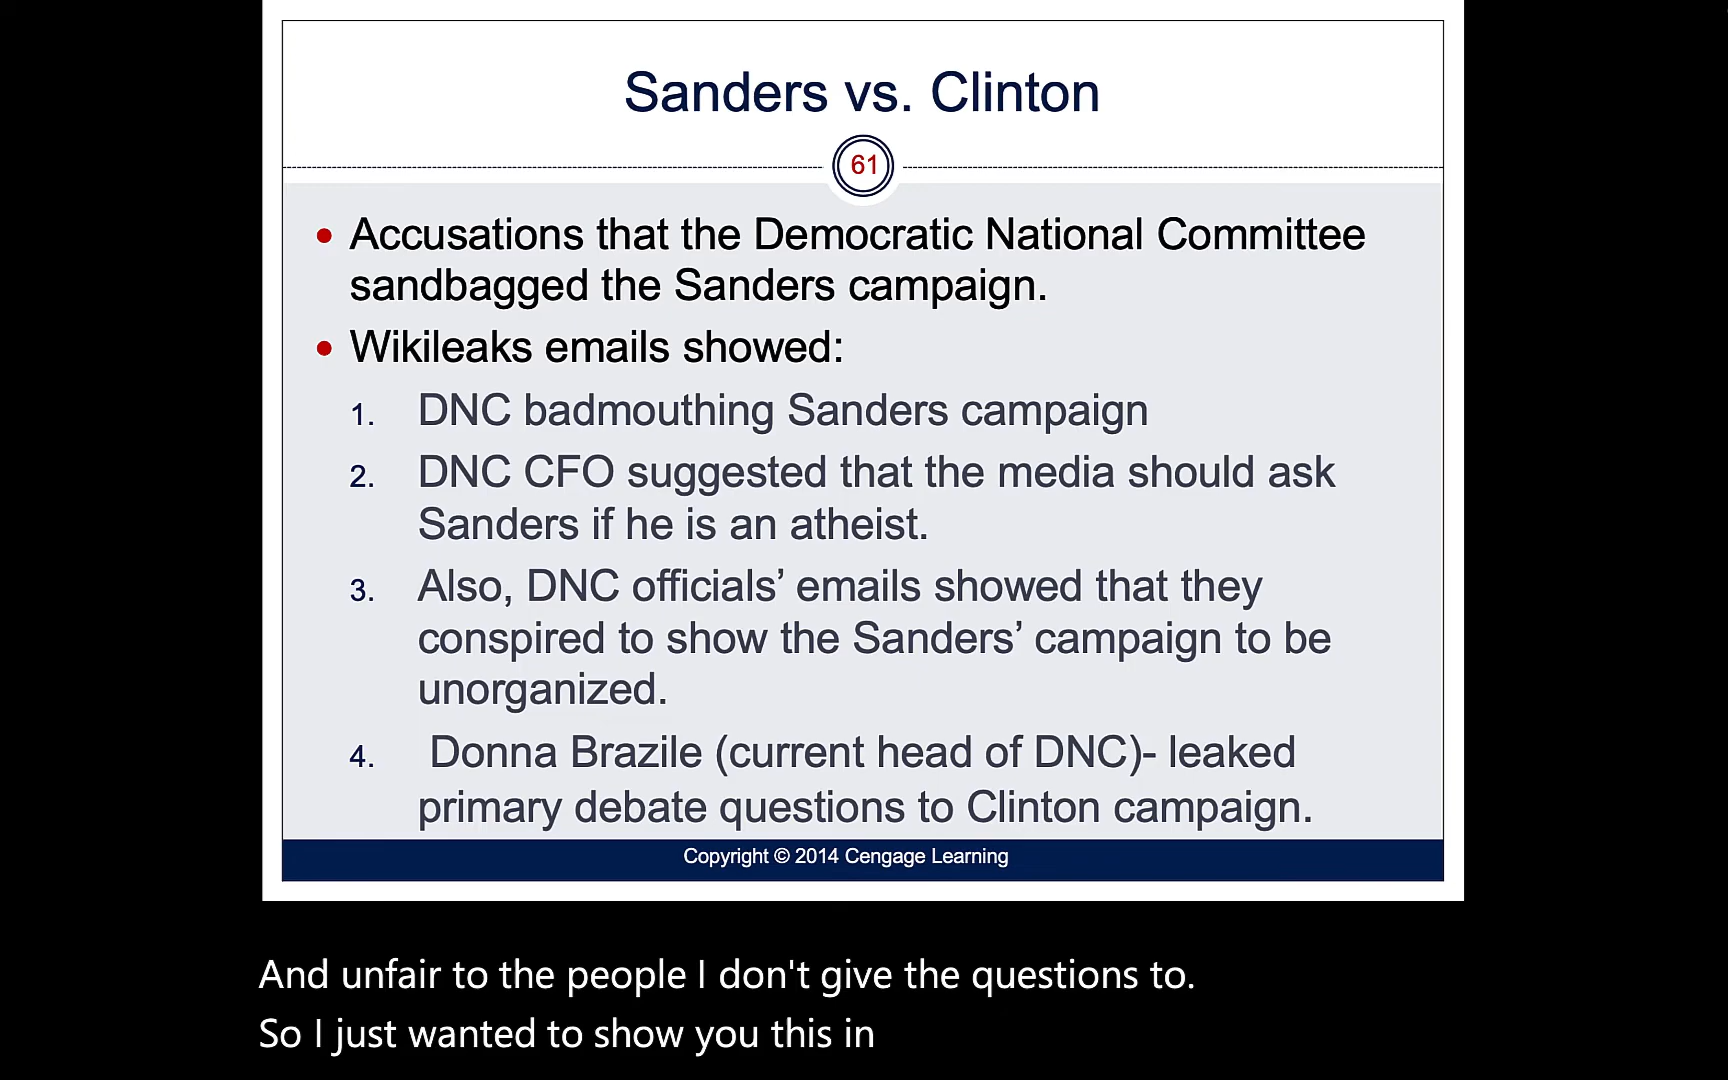 Sanders vs. Clinton
61
• Accusations that the Democratic National Committee
sandbagged the Sanders campaign.
• Wikileaks emails showed:
1. DNC badmouthing Sanders campaign
2. DNC CFO suggested that the media should ask
Sanders if he is an atheist.
3. Also, DNC officials’ emails showed that they
conspired to show the Sanders’ campaign to be
unorganized.
4. Donna Brazile (current head of DNC)- leaked
primary debate questions to Clinton campaign.
Copyright © 2014 Cengage Learning
And unfair to the people I don't give the questions to.
So I just wanted to show you this in